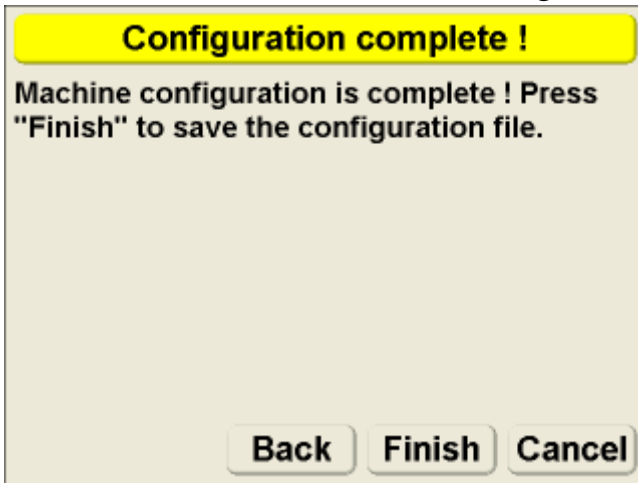 Configuration complete !
Machine configuration is complete ! Press
"Finish" to save the configuration file.
Back Finish Cancel